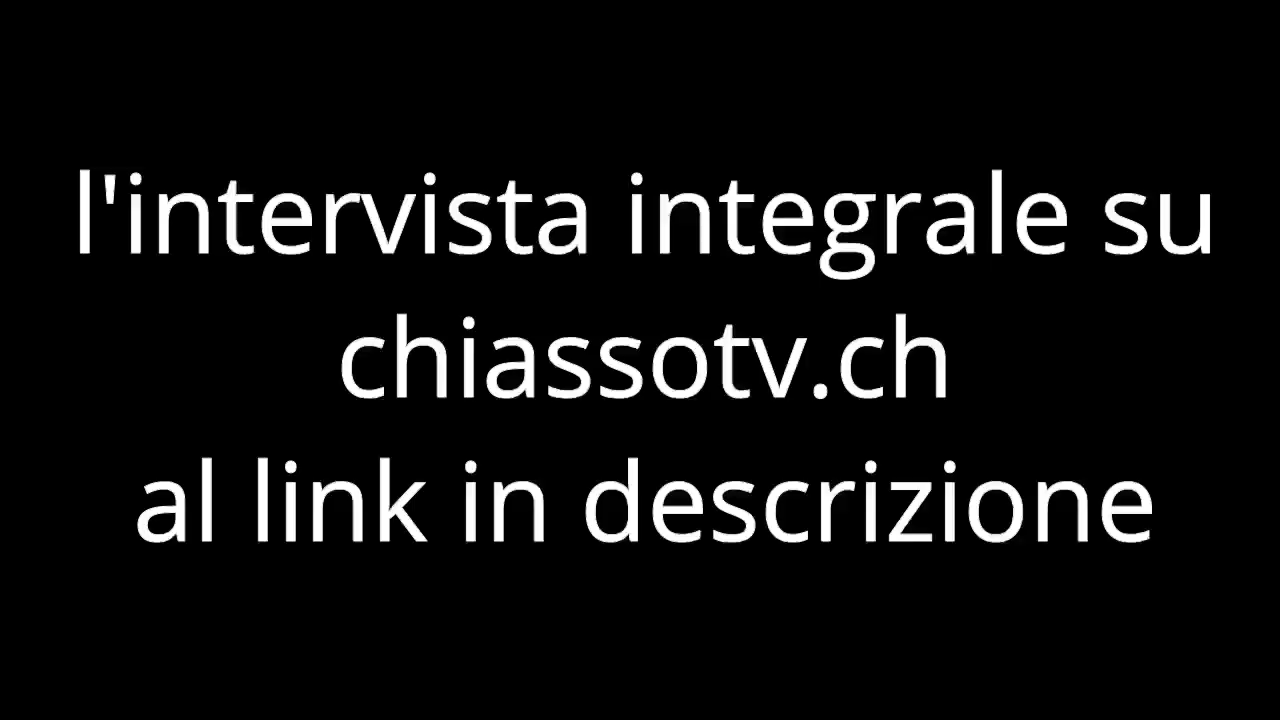 l'intervista integrale su
chiassotv.ch
al link in descrizione